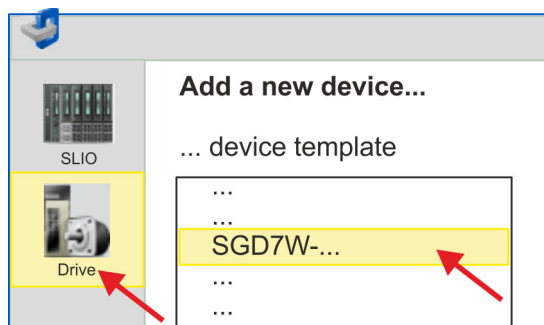 SLIO
Drive
Add a new device...
... device template
...
...
SGD7W-...
...
...